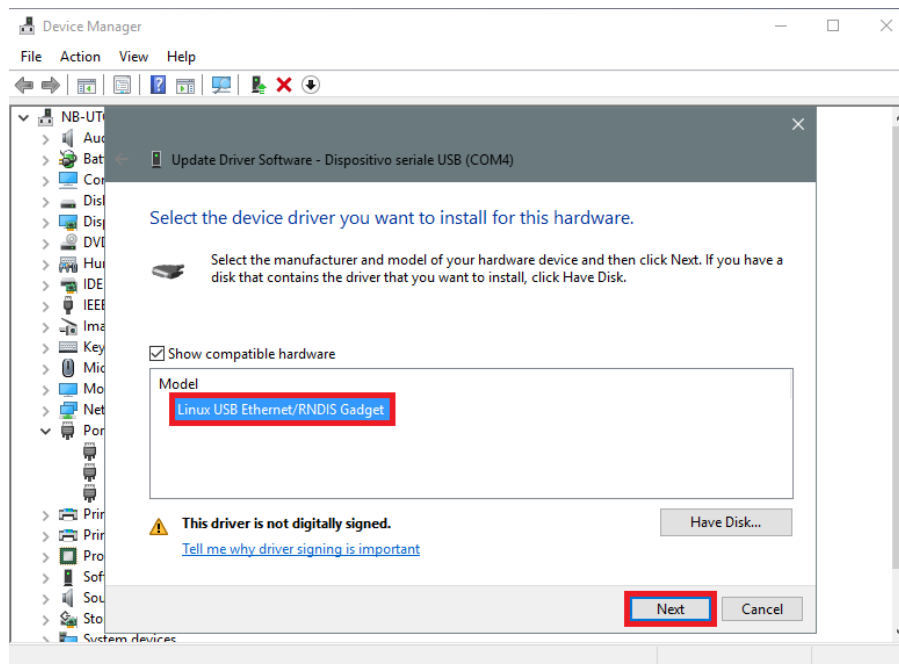 Device Manager
File Action View Help
NB-UT
Aud
Bat
Cor
Disl
Disp
DVD
Hur
IDE
IEEE
Ima
Key
Mic
Mo
Net
Por
Prir
Prir
Pro
Sof
Sou
Sto
System devices
Update Driver Software - Dispositivo seriale USB (COM4)
Select the device driver you want to install for this hardware.
Select the manufacturer and model of your hardware device and then click Next. If you have a
disk that contains the driver that you want to install, click Have Disk.
Show compatible hardware
Model
Linux USB Ethernet/RNDIS Gadget
This driver is not digitally signed.
Have Disk...
Tell me why driver signing is important
Next Cancel